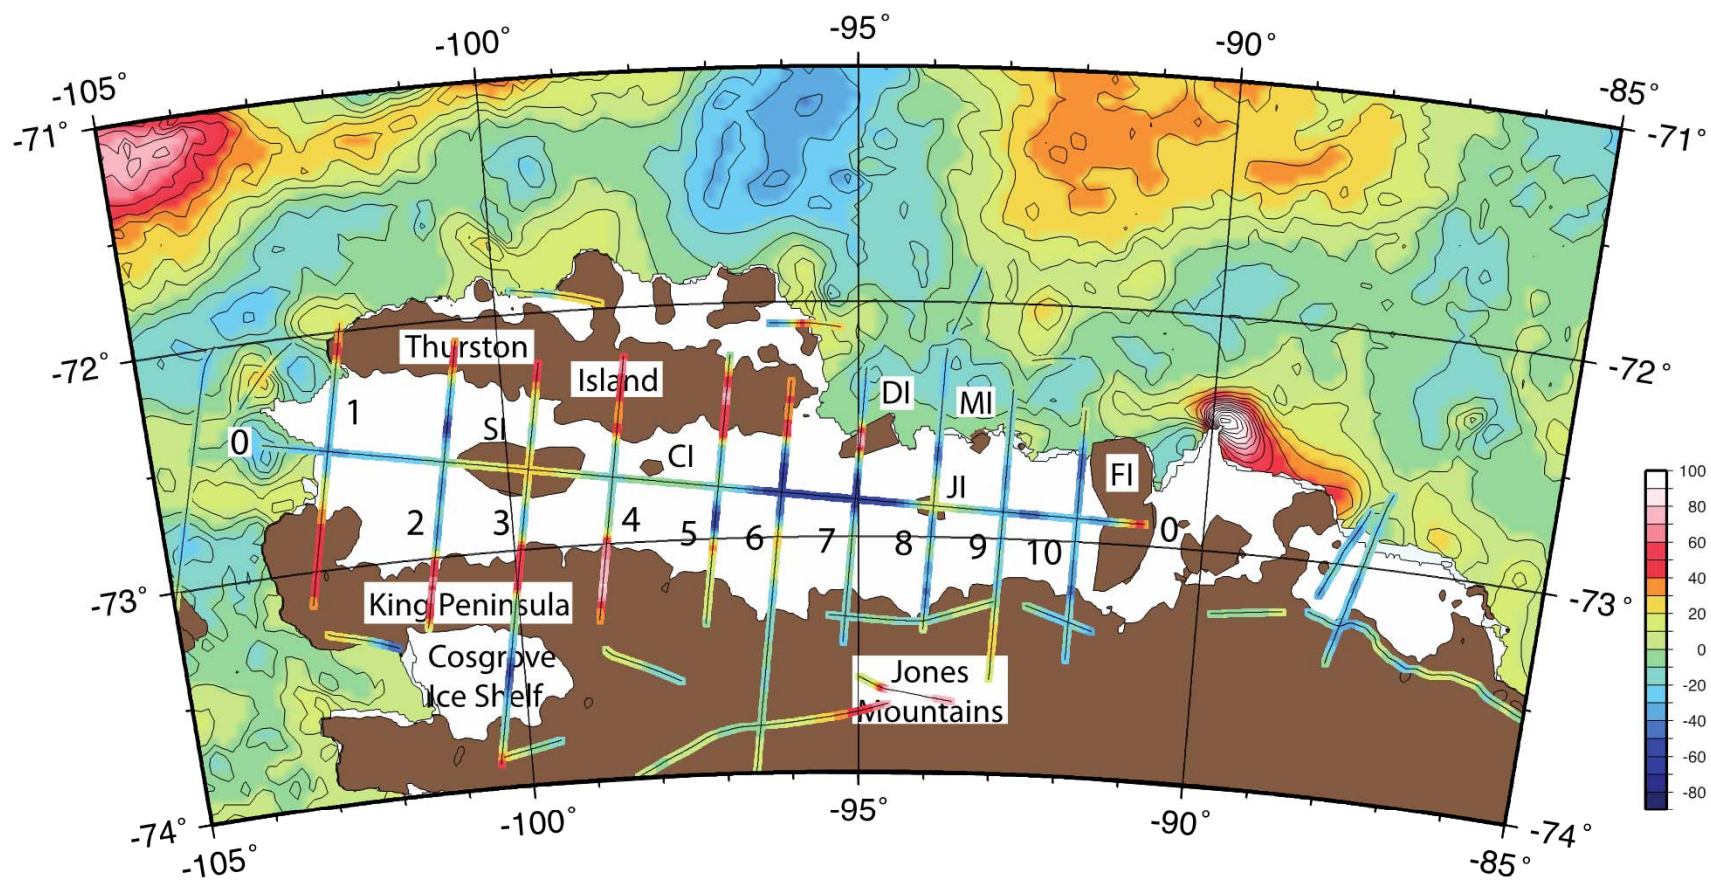 -105° -100° -95° -90° -85°
-71° -71°
-72° -72°
-73° -73°
-74° -74°
-105° -100° -95° -90° -85°
Thurston
Island
DI MI
0 1 SI CI JI FI
2 3 4 5 6 7 8 9 10 0
King Peninsula
Cosgrove
Ice Shelf
Jones
Mountains
100
80
60
40
20
0
-20
-40
-60
-80